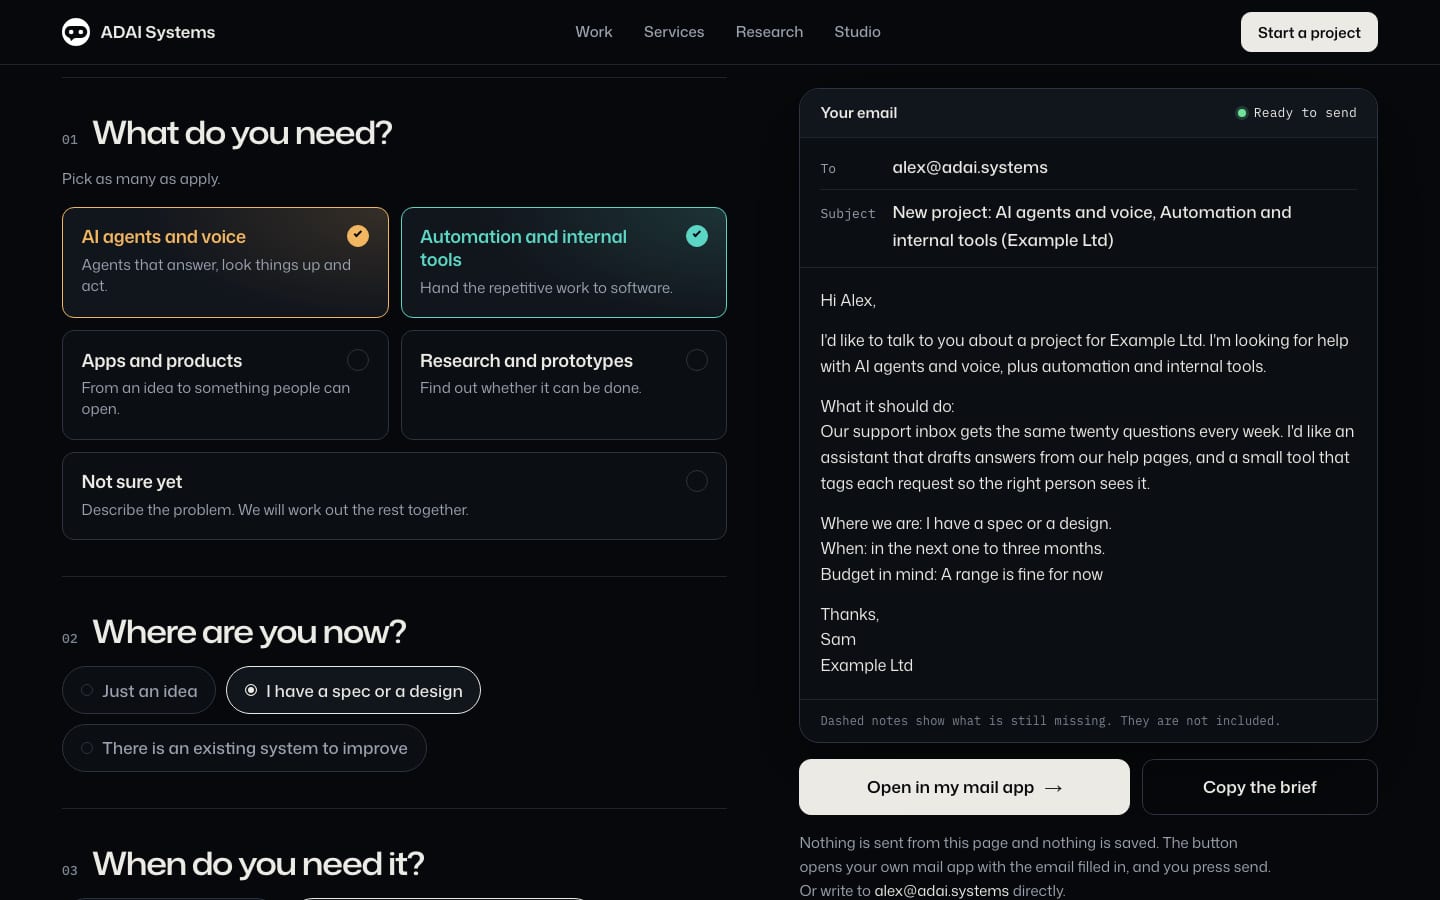 ADAI Systems
Work
Services
Research
Studio
Start a project
01
What do you need?
Pick as many as apply.
AI agents and voice
Agents that answer, look things up and
act.
Automation and internal
tools
Hand the repetitive work to software.
Apps and products
From an idea to something people can
open.
Research and prototypes
Find out whether it can be done.
Not sure yet
Describe the problem. We will work out the rest together.
02
Where are you now?
Just an idea
I have a spec or a design
There is an existing system to improve
03
When do you need it?
Your email
Ready to send
To
alex@adai.systems
Subject
New project: AI agents and voice, Automation and
internal tools (Example Ltd)
Hi Alex,
I'd like to talk to you about a project for Example Ltd. I'm looking for help
with AI agents and voice, plus automation and internal tools.
What it should do:
Our support inbox gets the same twenty questions every week. I'd like an
assistant that drafts answers from our help pages, and a small tool that
tags each request so the right person sees it.
Where we are: I have a spec or a design.
When: in the next one to three months.
Budget in mind: A range is fine for now
Thanks,
Sam
Example Ltd
Dashed notes show what is still missing. They are not included.
Open in my mail app →
Copy the brief
Nothing is sent from this page and nothing is saved. The button
opens your own mail app with the email filled in, and you press send.
Or write to alex@adai.systems directly.